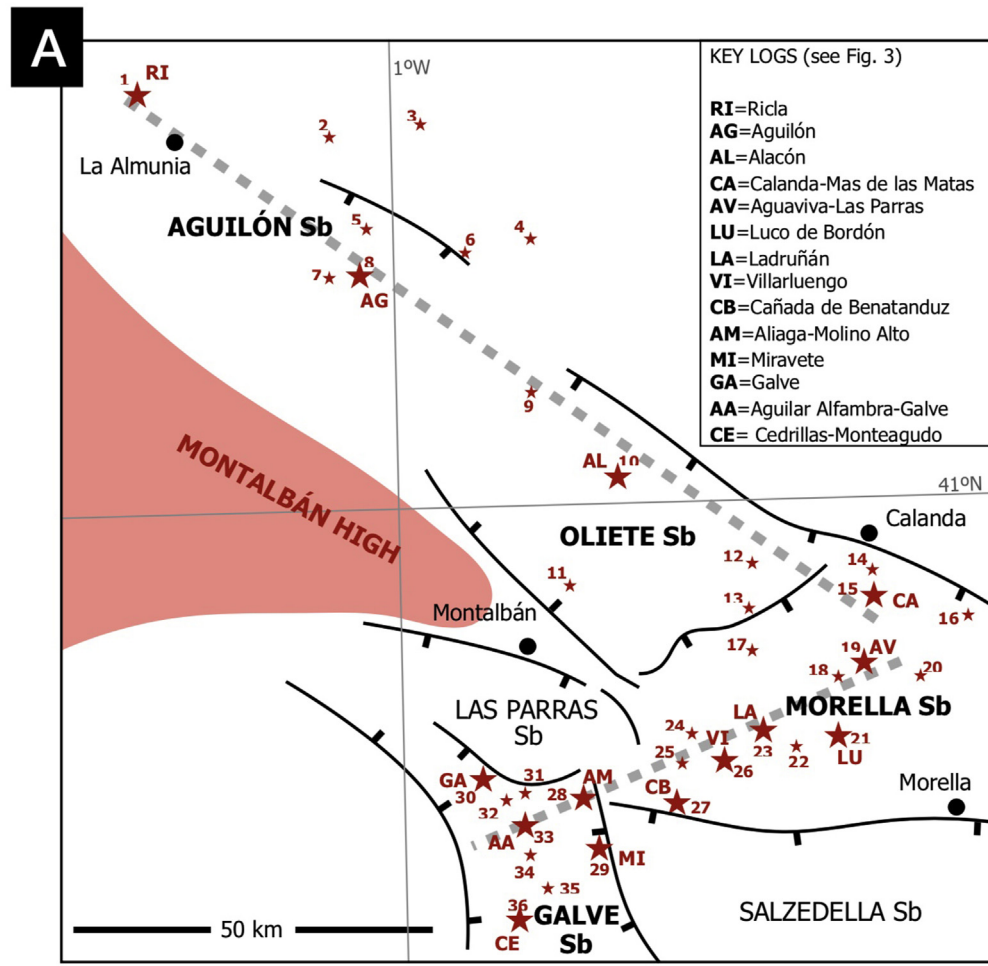 A
1ºW
KEY LOGS (see Fig. 3)
RI=Ricla
AG=Aguilón
AL=Alacón
CA=Calanda-Mas de las Matas
AV=Aguaviva-Las Parras
LU=Luco de Bordón
LA=Ladruñán
VI=Villarluengo
CB=Cañada de Benatanduz
AM=Aliaga-Molino Alto
MI=Miravete
GA=Galve
AA=Aguilar Alfambra-Galve
CE= Cedrillas-Monteagudo
1 RI
2
3
La Almunia
AGUILÓN Sb
5
4
6
7
8
AG
9
MONTALBÁN HIGH
AL 10
41ºN
Calanda
OLIETE Sb
12
14
11
13
15 CA
16
Montalbán
17
19 AV
18
20
LAS PARRAS
Sb
MORELLA Sb
LA
24
VI
23
22
21
LU
25
26
GA
30
31
AM
28
32
CB
27
Morella
AA
33
34
MI
29
35
36
CE
GALVE
Sb
SALZEDELLA Sb
50 km